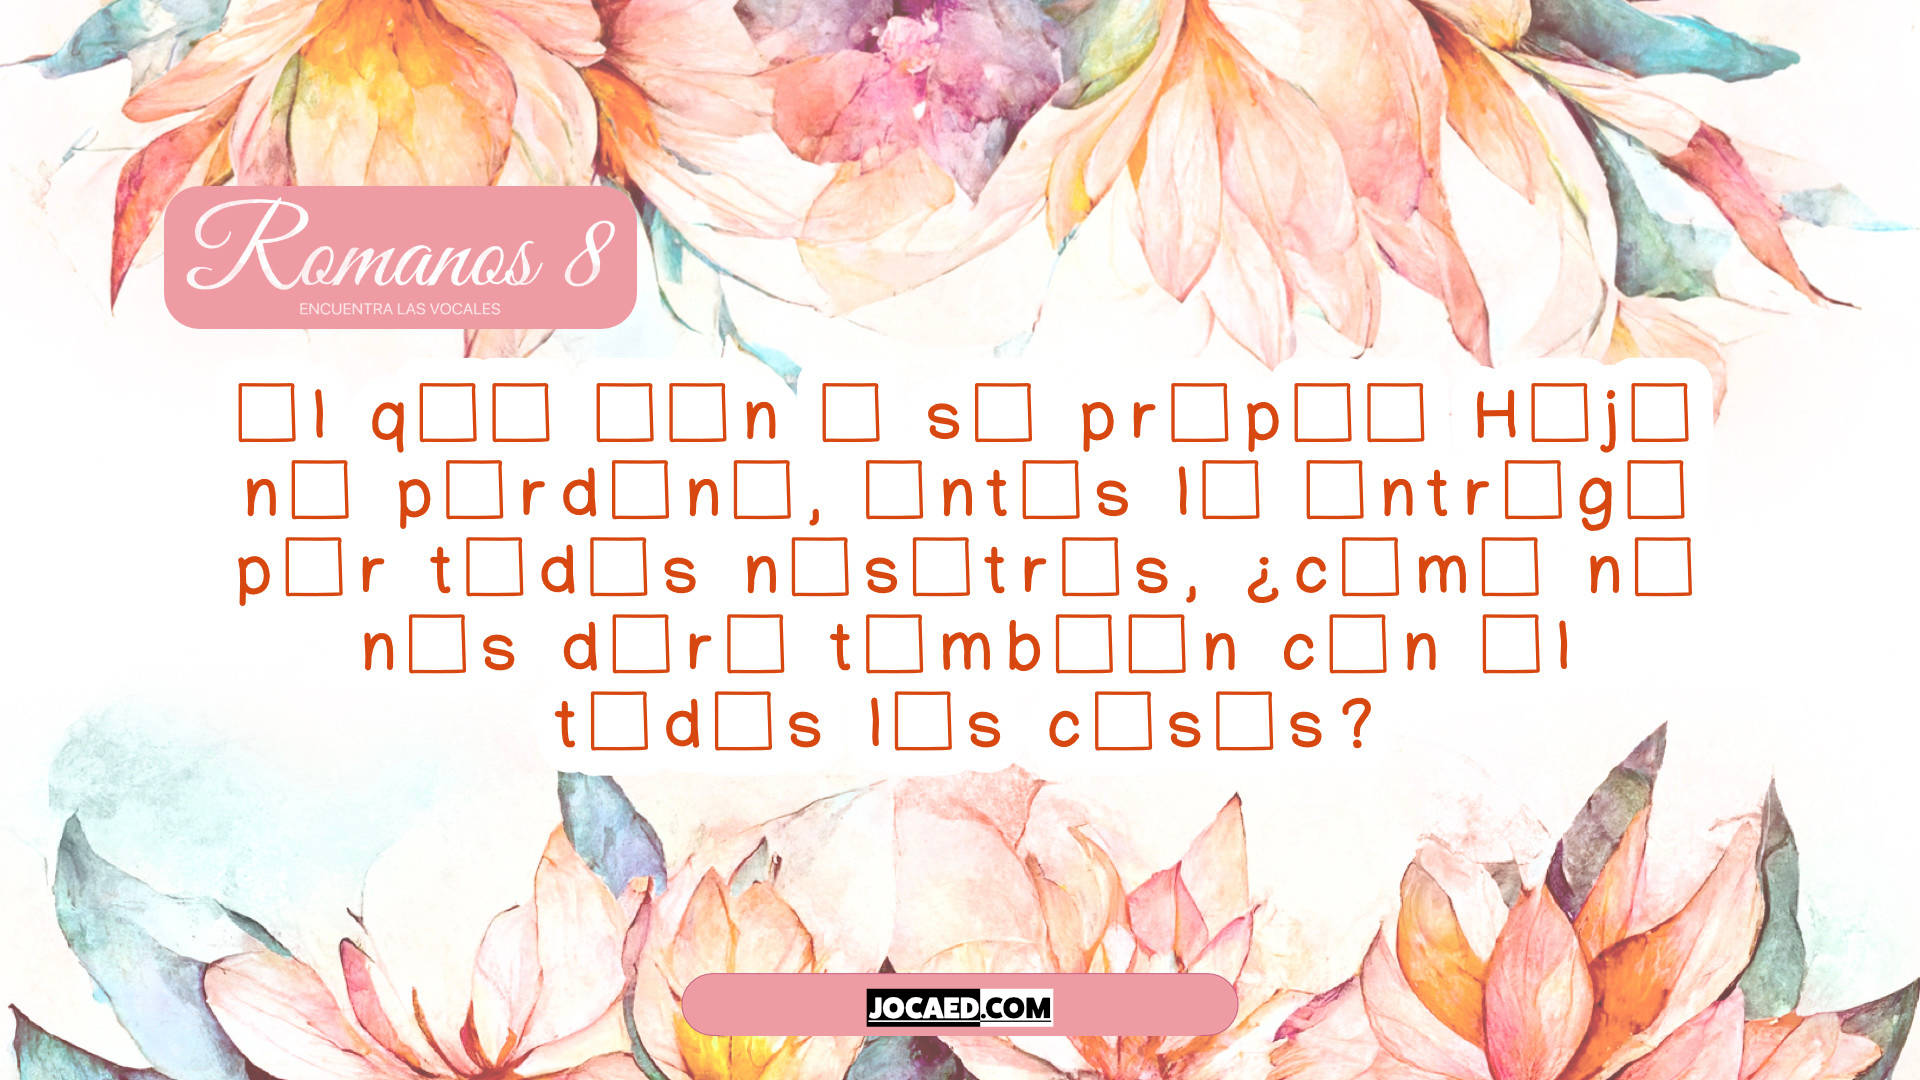 Romanos 8
ENCUENTRA LAS VOCALES
□l q□□ □□n □ s□ pr□p□□ H□j□
n□ p□rd□n□, □nt□s l□ □ntr□g□
p□r t□d□s n□s□tr□s, ¿c□m□ n□
n□s d□r□ t□mb□□n c□n □l
t□d□s l□s c□s□s?
JOCAED.COM